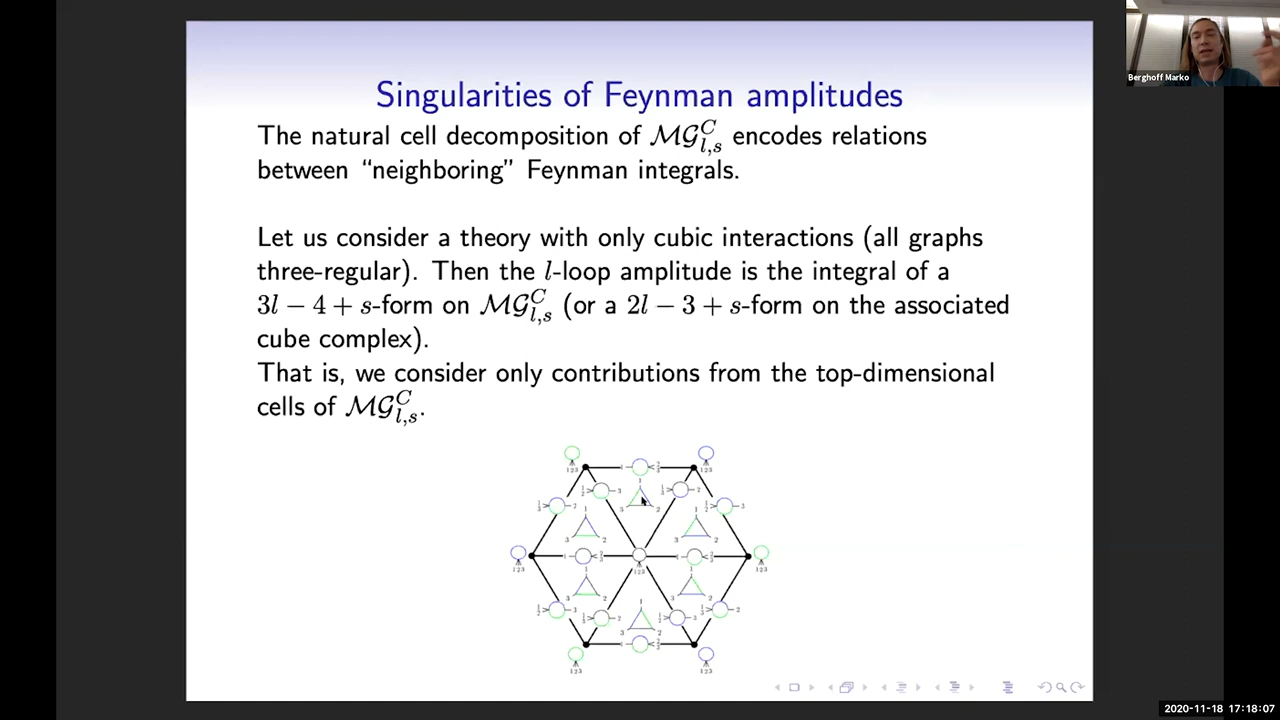 Berghoff Marko
Singularities of Feynman amplitudes
The natural cell decomposition of $\mathcal{MG}^C_{l,s}$ encodes relations
between “neighboring” Feynman integrals.
Let us consider a theory with only cubic interactions (all graphs
three-regular). Then the $l$-loop amplitude is the integral of a
$3l − 4 + s$-form on $\mathcal{MG}^C_{l,s}$ (or a $2l − 3 + s$-form on the associated
cube complex).
That is, we consider only contributions from the top-dimensional
cells of $\mathcal{MG}^C_{l,s}$.
2020-11-18 17:18:07